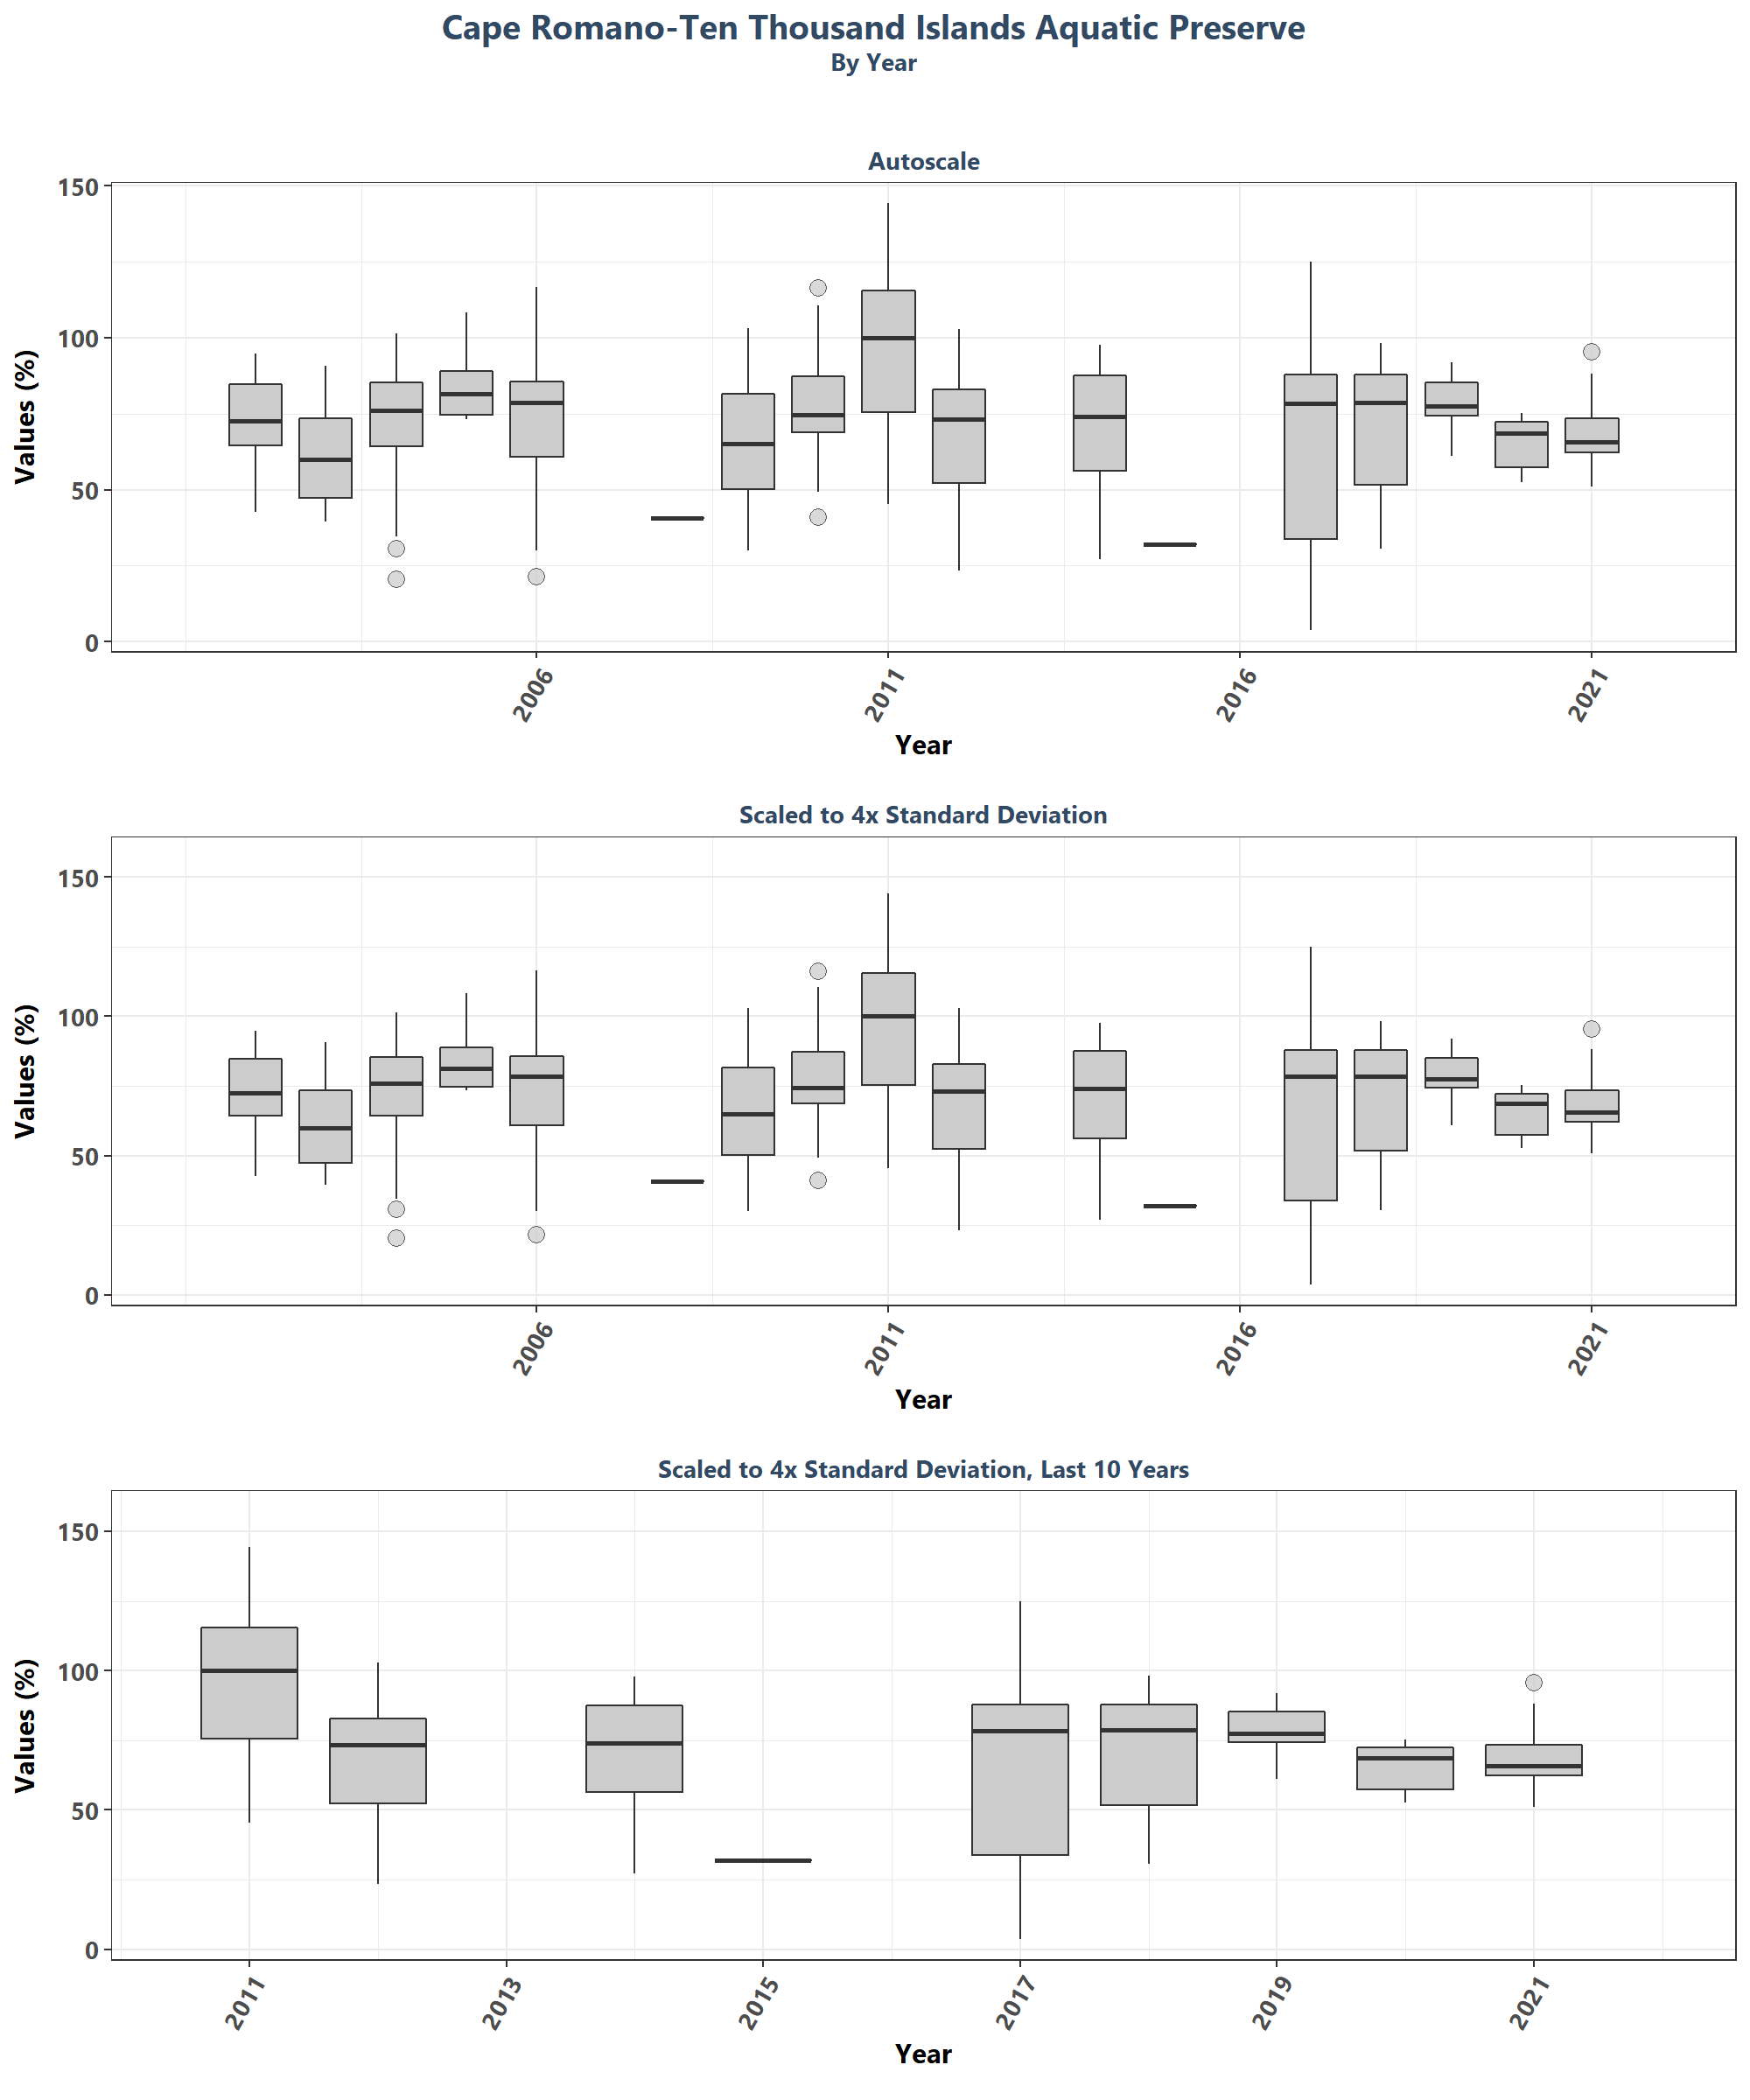 Cape Romano-Ten Thousand Islands Aquatic Preserve
By Year
Autoscale
Values (%)
150
100
50
0
2006 2011 2016 2021
Year
Scaled to 4x Standard Deviation
Values (%)
150
100
50
0
2006 2011 2016 2021
Year
Scaled to 4x Standard Deviation, Last 10 Years
Values (%)
150
100
50
0
2011 2013 2015 2017 2019 2021
Year